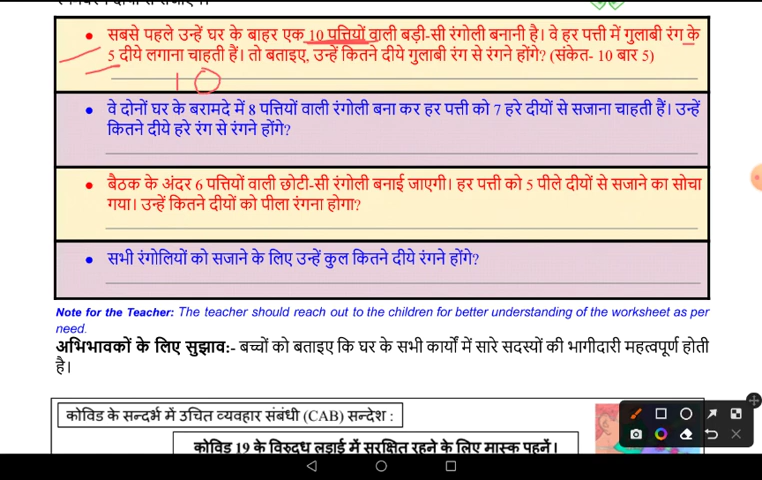 सबसे पहले उन्हें घर के बाहर एक 10 पत्तियों वाली बड़ी-सी रंगोली बनानी है। वे हर पत्ती में गुलाबी रंग के
5 दीये लगाना चाहती हैं। तो बताइए, उन्हें कितने दीये गुलाबी रंग से रंगने होंगे? (संकेत- 10 बार 5)
10
वे दोनों घर के बरामदे में 8 पत्तियों वाली रंगोली बना कर हर पत्ती को 7 हरे दीयों से सजाना चाहती हैं। उन्हें
कितने दीये हरे रंग से रंगने होंगे?
बैठक के अंदर 6 पत्तियों वाली छोटी-सी रंगोली बनाई जाएगी। हर पत्ती को 5 पीले दीयों से सजाने का सोचा
गया। उन्हें कितने दीयों को पीला रंगना होगा?
सभी रंगोलियों को सजाने के लिए उन्हें कुल कितने दीये रंगने होंगे?
Note for the Teacher: The teacher should reach out to the children for better understanding of the worksheet as per
need.
अभिभावकों के लिए सुझाव:- बच्चों को बताइए कि घर के सभी कार्यों में सारे सदस्यों की भागीदारी महत्वपूर्ण होती
है।
कोविड के सन्दर्भ में उचित व्यवहार संबंधी (CAB) सन्देश :
कोविड 19 के विरुद्ध लड़ाई में सुरक्षित रहने के लिए मास्क पहनें।